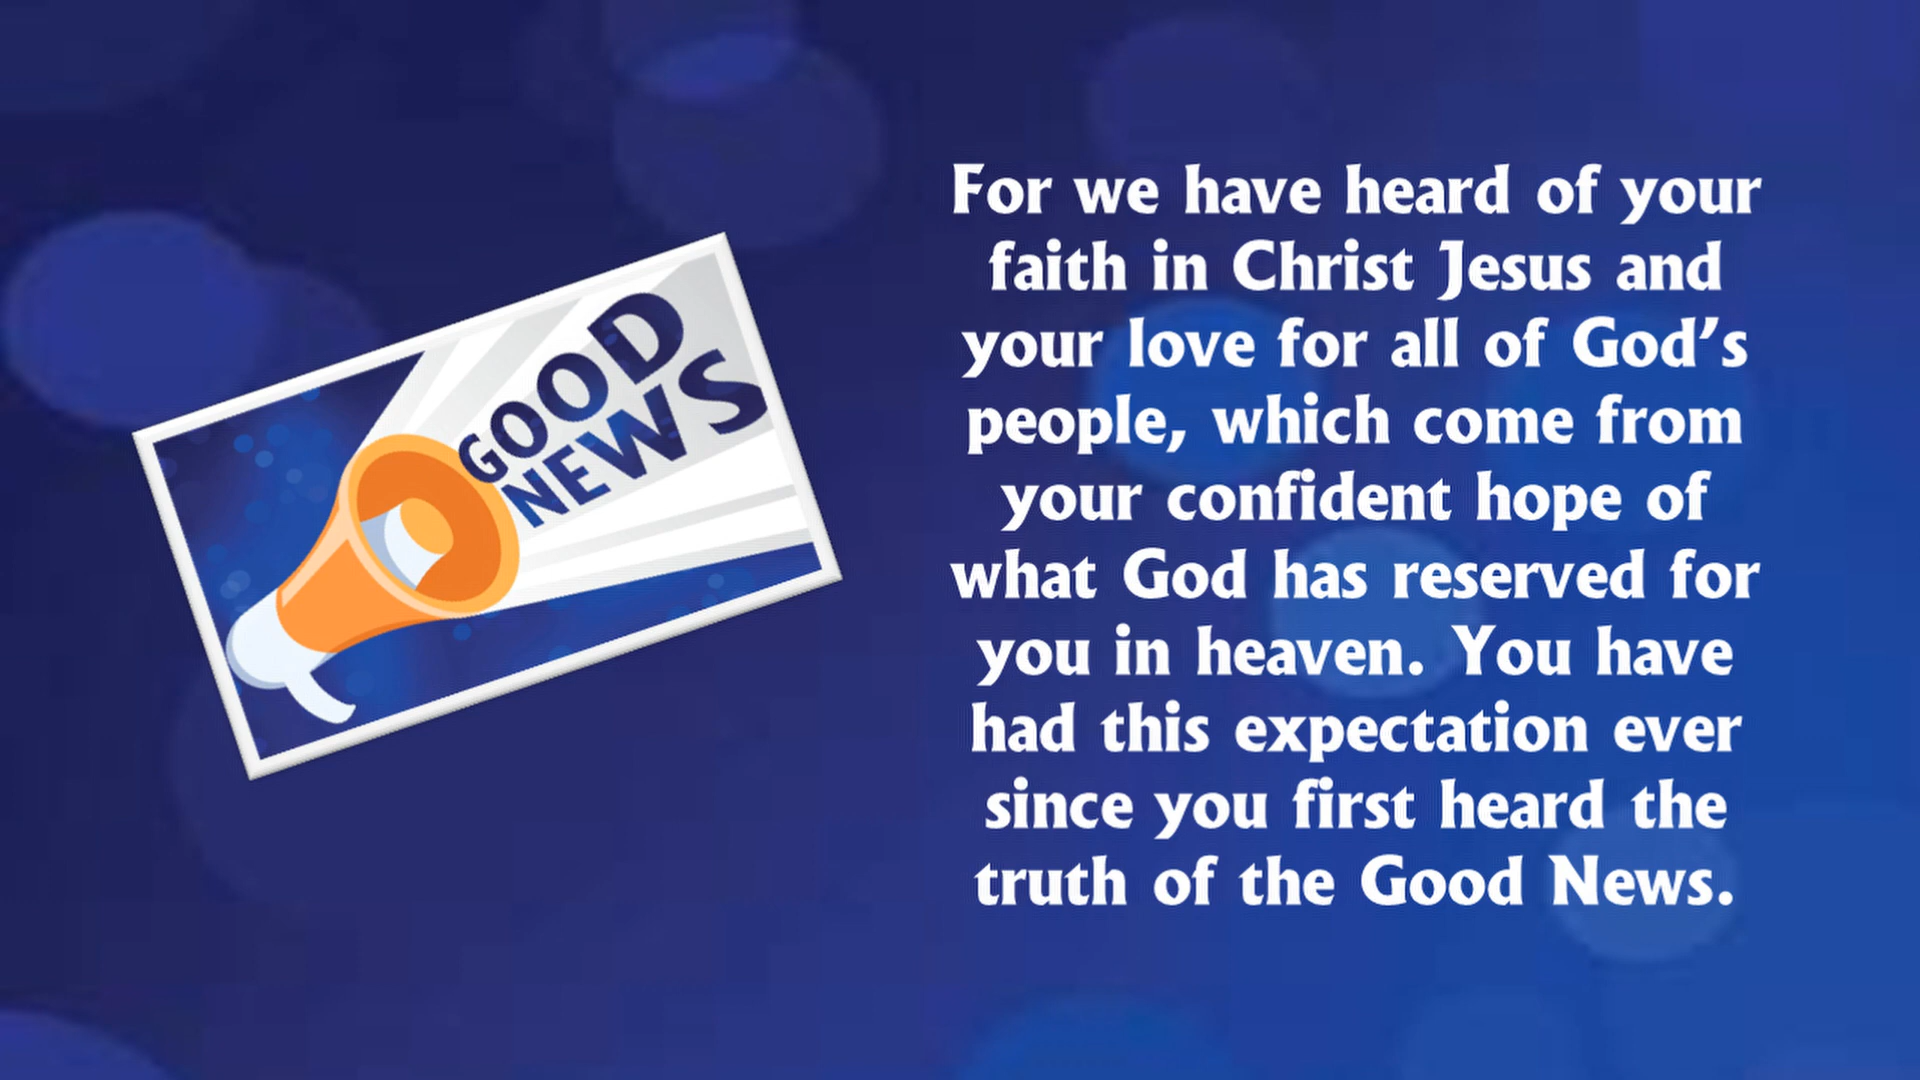 GOOD
NEWS
For we have heard of your
faith in Christ Jesus and
your love for all of God’s
people, which come from
your confident hope of
what God has reserved for
you in heaven. You have
had this expectation ever
since you first heard the
truth of the Good News.